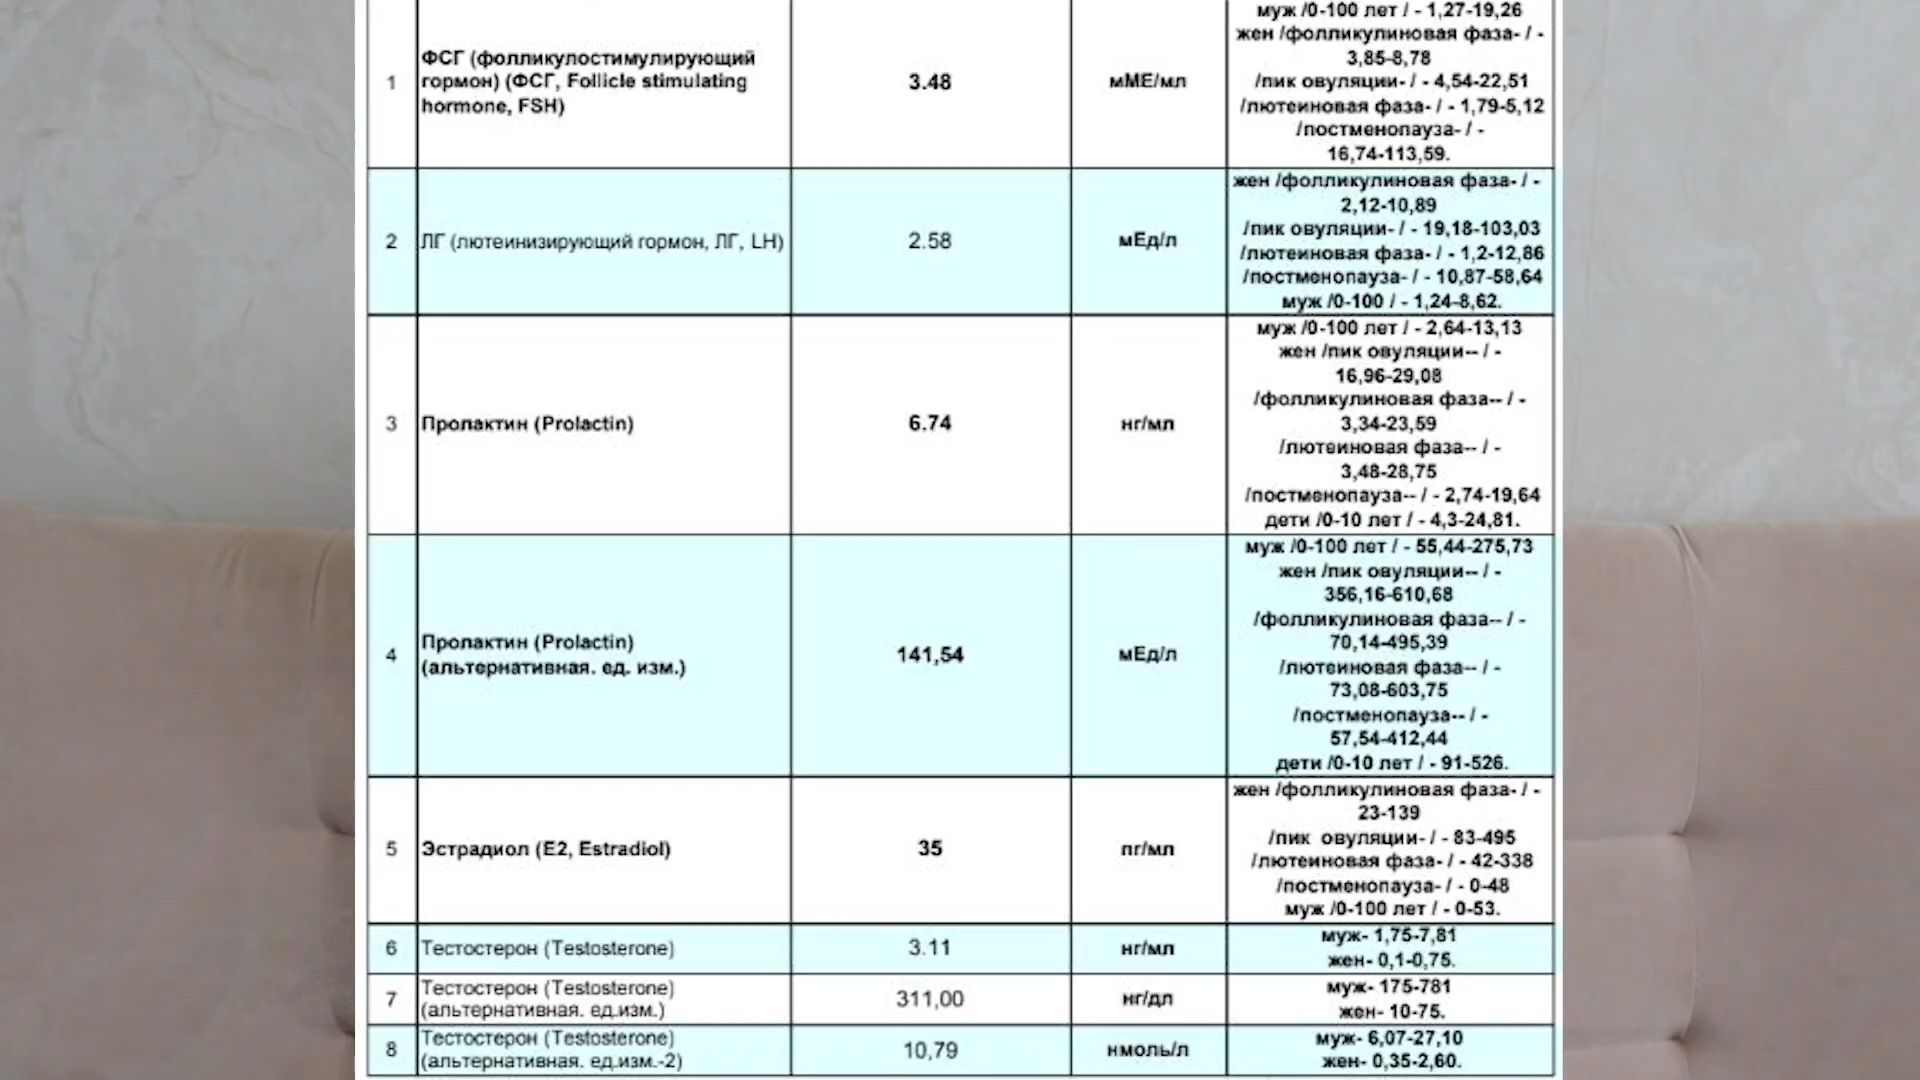 муж /0-100 лет / - 1,27-19,26
жен /фолликулиновая фаза- / -
3,85-8,78
/пик овуляции- / - 4,54-22,51
/лютеиновая фаза- / - 1,79-5,12
/постменопауза- / -
16,74-113,59.
1
ФСГ (фолликулостимулирующий
гормон) (ФСГ, Follicle stimulating
hormone, FSH)
3.48
мМЕ/мл
2
ЛГ (лютеинизирующий гормон, ЛГ, LH)
2.58
мЕд/л
жен /фолликулиновая фаза- / -
2,12-10,89
/пик овуляции- / - 19,18-103,03
/лютеиновая фаза- / - 1,2-12,86
/постменопауза- / - 10,87-58,64
муж /0-100 / - 1,24-8,62.
3
Пролактин (Prolactin)
6.74
нг/мл
муж /0-100 лет / - 2,64-13,13
жен /пик овуляции-- / -
16,96-29,08
/фолликулиновая фаза-- / -
3,34-23,59
/лютеиновая фаза-- / -
3,48-28,75
/постменопауза-- / - 2,74-19,64
дети /0-10 лет / - 4,3-24,81.
4
Пролактин (Prolactin)
(альтернативная. ед. изм.)
141,54
мЕд/л
муж /0-100 лет / - 55,44-275,73
жен /пик овуляции-- / -
356,16-610,68
/фолликулиновая фаза-- / -
70,14-495,39
/лютеиновая фаза-- / -
73,08-603,75
/постменопауза-- / -
57,54-412,44
дети /0-10 лет / - 91-526.
5
Эстрадиол (E2, Estradiol)
35
пг/мл
жен /фолликулиновая фаза- / -
23-139
/пик овуляции- / - 83-495
/лютеиновая фаза- / - 42-338
/постменопауза- / - 0-48
муж /0-100 лет / - 0-53.
6
Тестостерон (Testosterone)
3.11
нг/мл
муж- 1,75-7,81
жен- 0,1-0,75.
7
Тестостерон (Testosterone)
(альтернативная. ед.изм.)
311,00
нг/дл
муж- 175-781
жен- 10-75.
8
Тестостерон (Testosterone)
(альтернативная. ед.изм.-2)
10,79
нмоль/л
муж- 6,07-27,10
жен- 0,35-2,60.